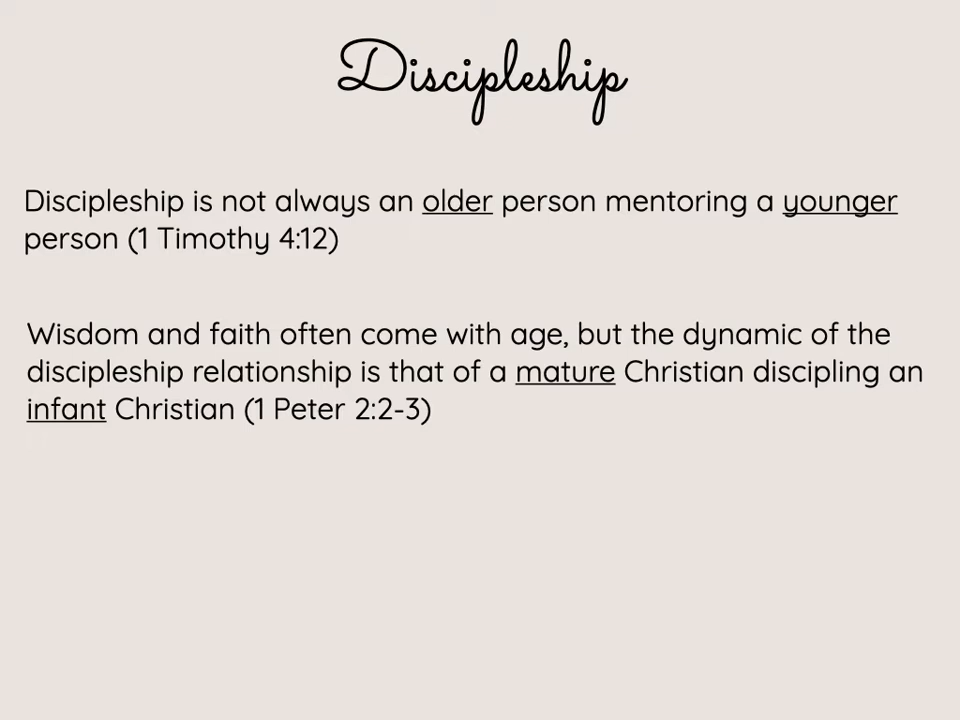 Discipleship
Discipleship is not always an older person mentoring a younger
person (1 Timothy 4:12)
Wisdom and faith often come with age, but the dynamic of the
discipleship relationship is that of a mature Christian discipling an
infant Christian (1 Peter 2:2-3)